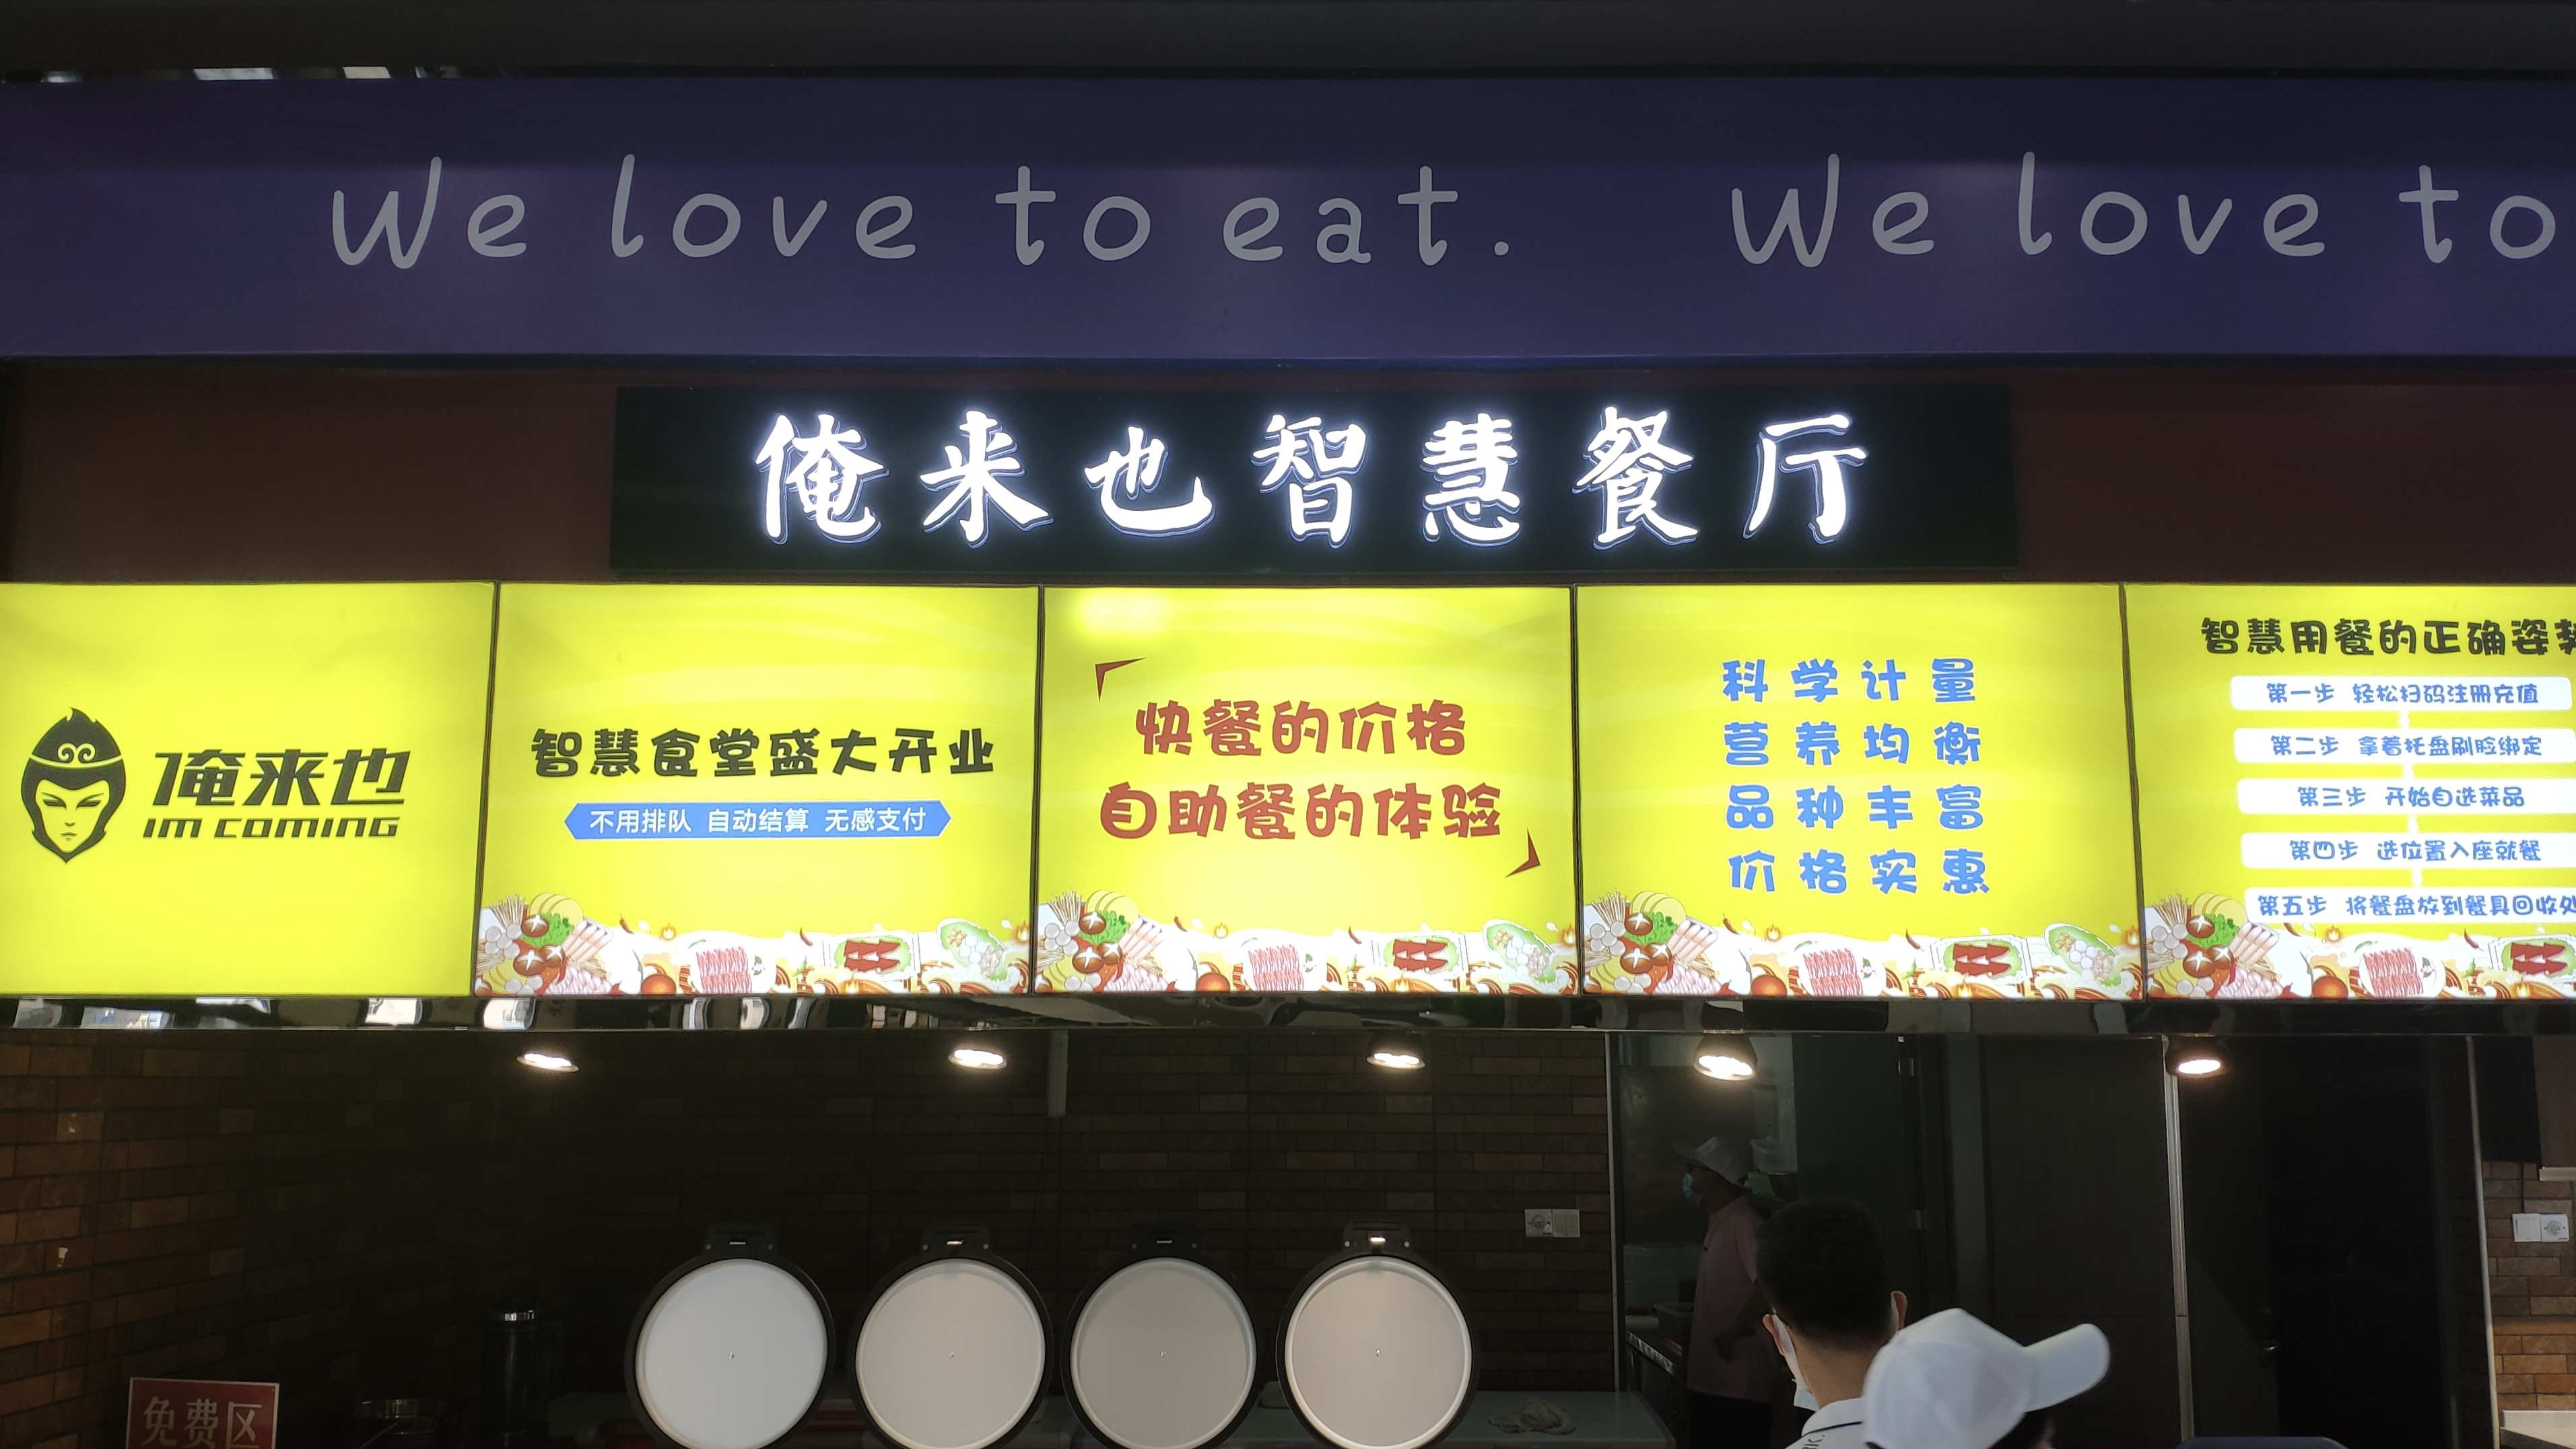 We love to eat. We love to
俺来也智慧餐厅
俺来也
IM COMING
智慧食堂盛大开业
不用排队 自动结算 无感支付
快餐的价格
自助餐的体验
科学计量
营养均衡
品种丰富
价格实惠
智慧用餐的正确姿势
第一步 轻松扫码注册充值
第二步 拿着托盘刷脸绑定
第三步 开始自选菜品
第四步 选位置入座就餐
第五步 将餐盘放到餐具回收处
免费区